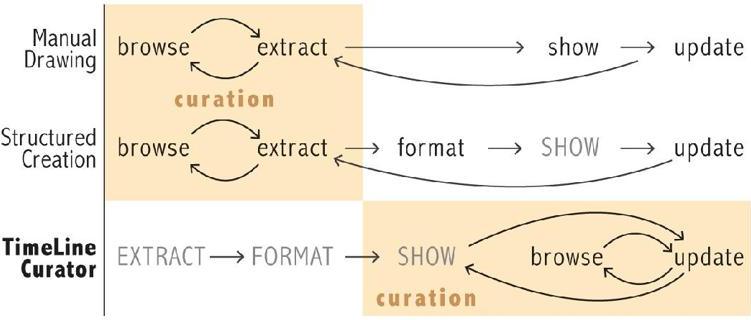 Manual
Drawing
browse extract show update
curation
Structured
Creation
browse extract format SHOW update
TimeLine
Curator
EXTRACT FORMAT SHOW browse update
curation